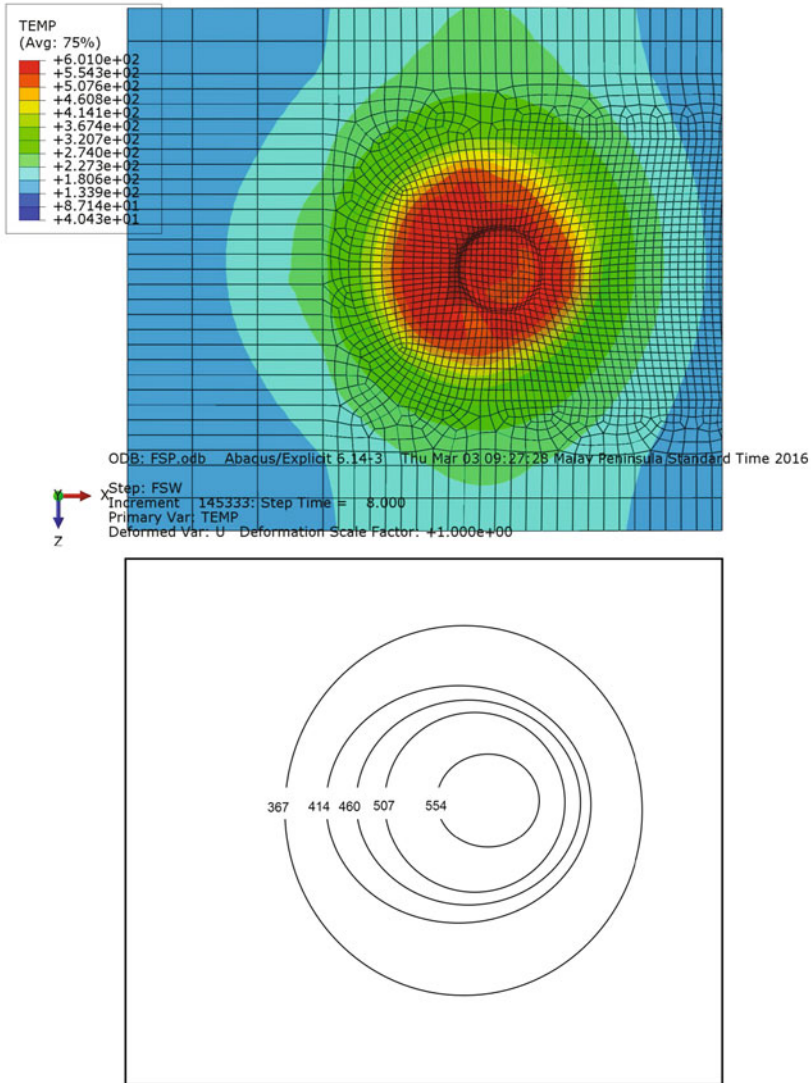 TEMP
(Avg: 75%)
+6.010e+02
+5.543e+02
+5.076e+02
+4.608e+02
+4.141e+02
+3.674e+02
+3.207e+02
+2.740e+02
+2.273e+02
+1.806e+02
+1.339e+02
+8.714e+01
+4.043e+01
ODB: FSP.odb Abaqus/Explicit 6.14-3 Thu Mar 03 09:27:28 Malay Peninsula Standard Time 2016
Y X
Step: FSW
Increment 145333: Step Time = 8.000
Primary Var: TEMP
Z
Deformed Var: U Deformation Scale Factor: +1.000e+00
367 414 460 507 554